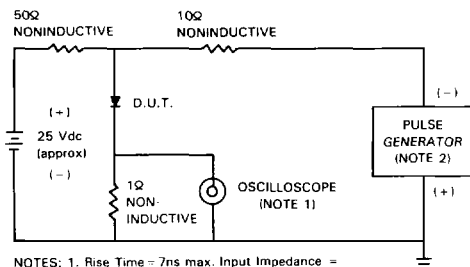 50Ω
NONINDUCTIVE
10Ω
NONINDUCTIVE
(+)
25 Vdc
(approx)
(−)
D.U.T.
1Ω
NON-
INDUCTIVE
OSCILLOSCOPE
(NOTE 1)
(−)
PULSE
GENERATOR
(NOTE 2)
(+)
NOTES: 1. Rise Time = 7ns max. Input Impedance =